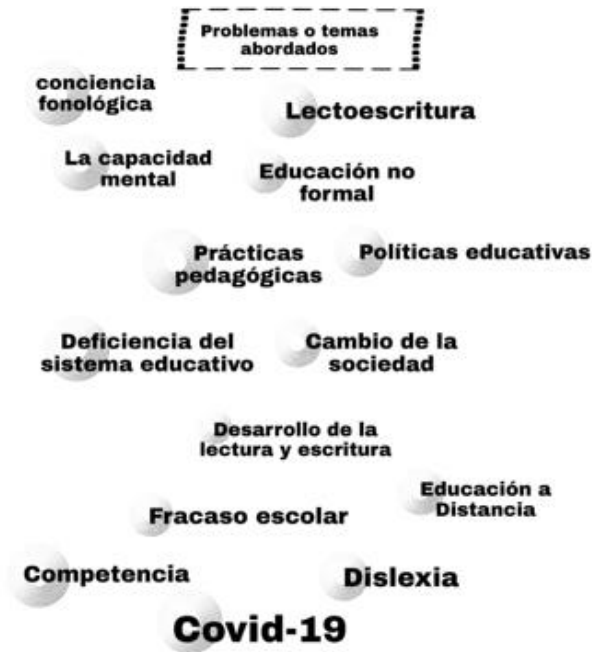 Problemas o temas
abordados
conciencia
fonológica
Lectoescritura
La capacidad
mental
Educación no
formal
Prácticas
pedagógicas
Políticas educativas
Deficiencia del
sistema educativo
Cambio de la
sociedad
Desarrollo de la
lectura y escritura
Educación a
Distancia
Fracaso escolar
Competencia
Dislexia
Covid-19